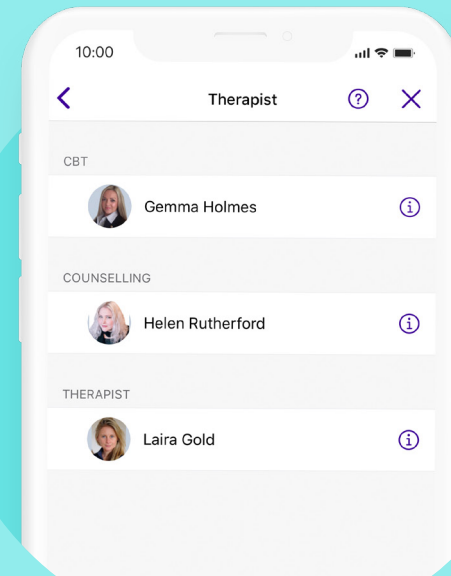 10:00
Therapist
CBT
Gemma Holmes
COUNSELLING
Helen Rutherford
THERAPIST
Laira Gold